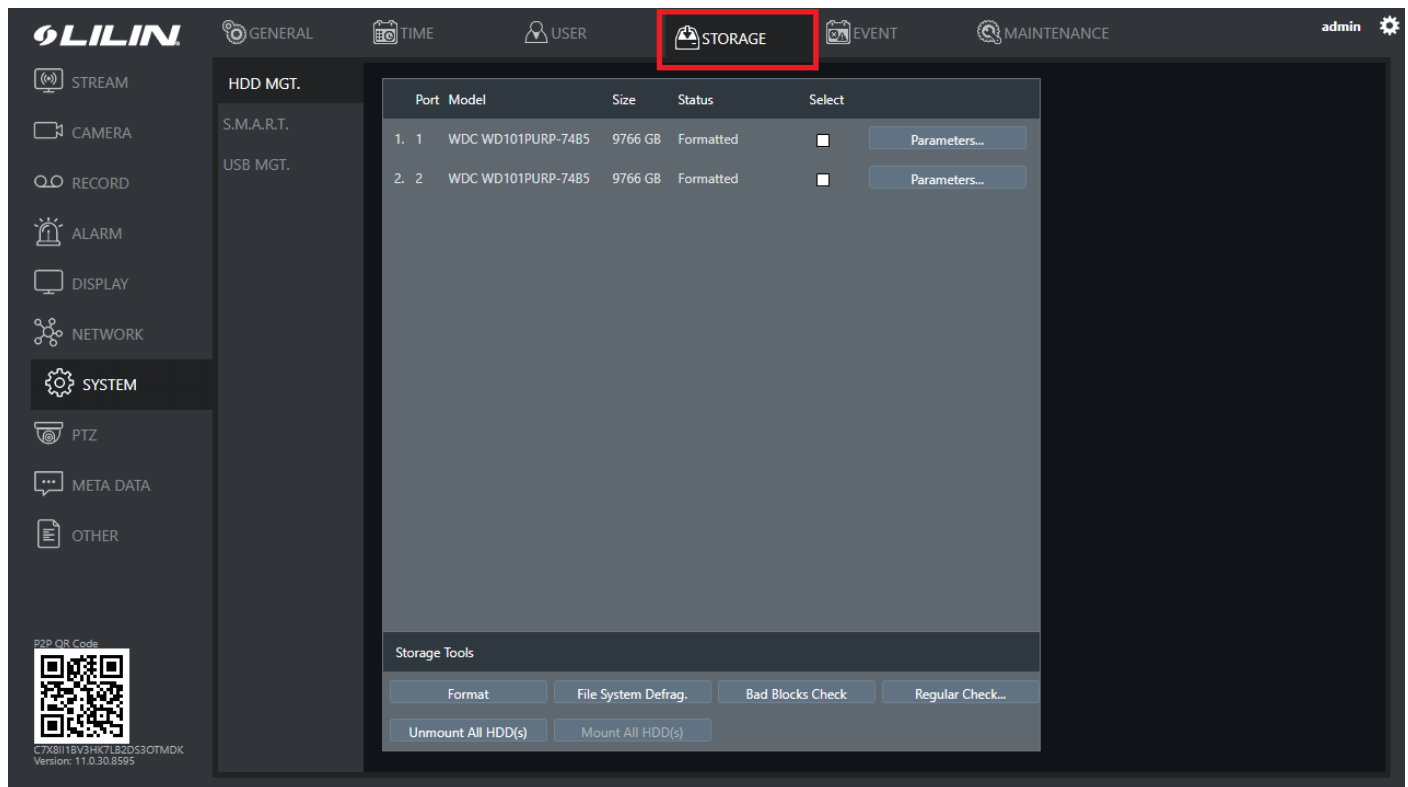 LILIN
GENERAL
TIME
USER
STORAGE
EVENT
MAINTENANCE
admin
STREAM
CAMERA
RECORD
ALARM
DISPLAY
NETWORK
SYSTEM
PTZ
META DATA
OTHER
HDD MGT.
S.M.A.R.T.
USB MGT.
Port Model Size Status Select
1. 1 WDC WD101PURP-74B5 9766 GB Formatted Parameters...
2. 2 WDC WD101PURP-74B5 9766 GB Formatted Parameters...
Storage Tools
Format File System Defrag. Bad Blocks Check Regular Check...
Unmount All HDD(s) Mount All HDD(s)
P2P QR Code
Version: 11.0.30.8595